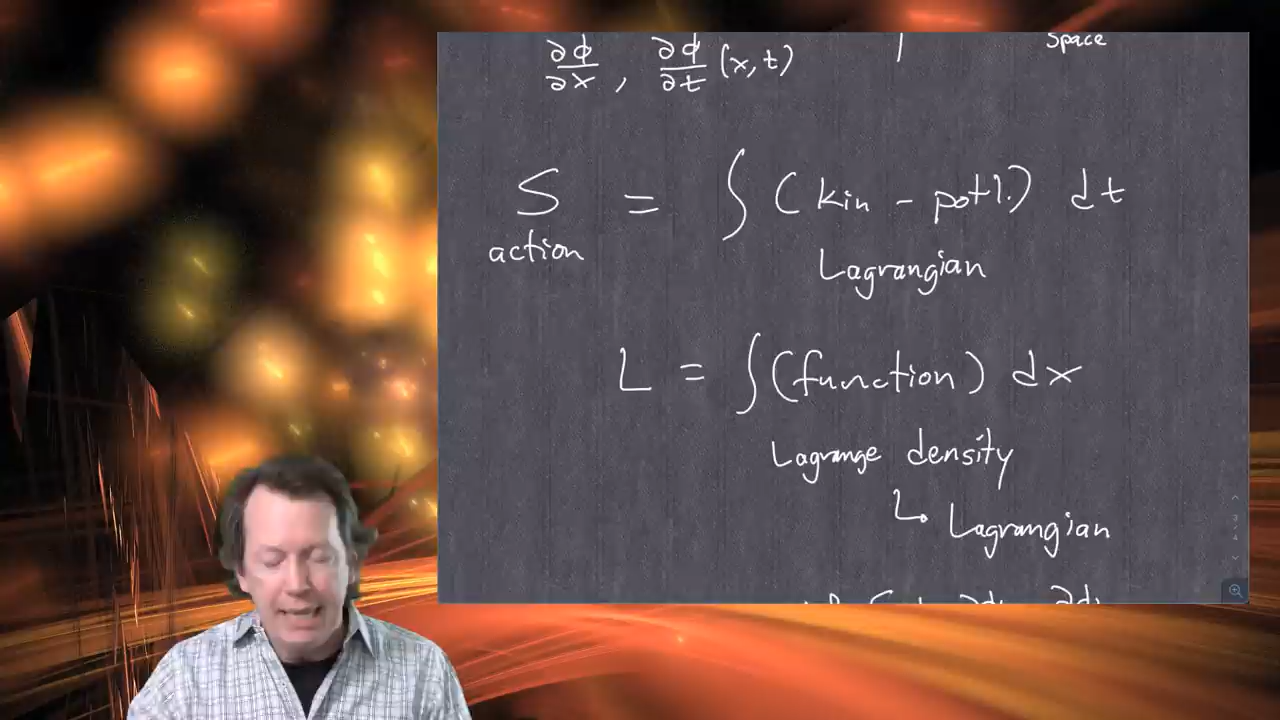 ∂φ/∂x , ∂φ/∂t (x, t)
Space
S = ∫ (kin - pot'l.) dt
action
Lagrangian
L = ∫ (function) dx
Lagrange density
↳ Lagrangian